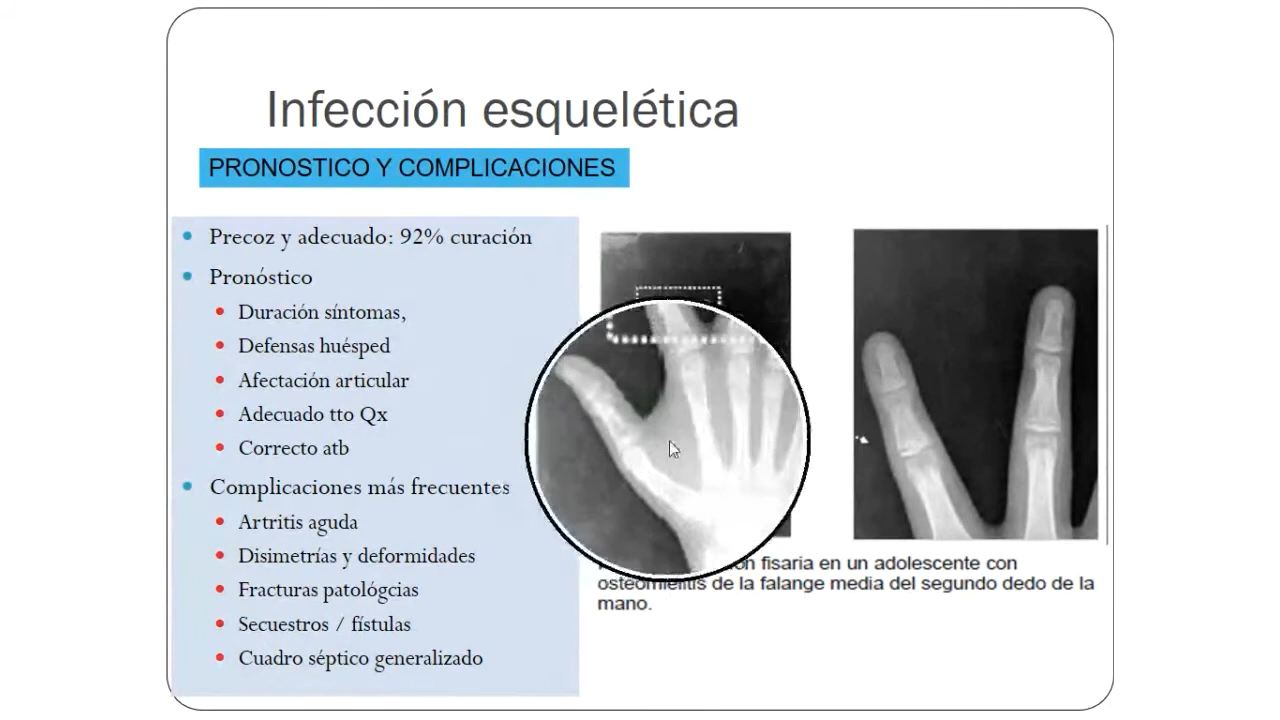 Infección esquelética
PRONOSTICO Y COMPLICACIONES
Precoz y adecuado: 92% curación
Pronóstico
Duración síntomas,
Defensas huésped
Afectación articular
Adecuado tto Qx
Correcto atb
Complicaciones más frecuentes
Artritis aguda
Disimetrías y deformidades
Fracturas patológcias
Secuestros / fístulas
Cuadro séptico generalizado
fisaria en un adolescente con
osteomielitis de la falange media del segundo dedo de la
mano.